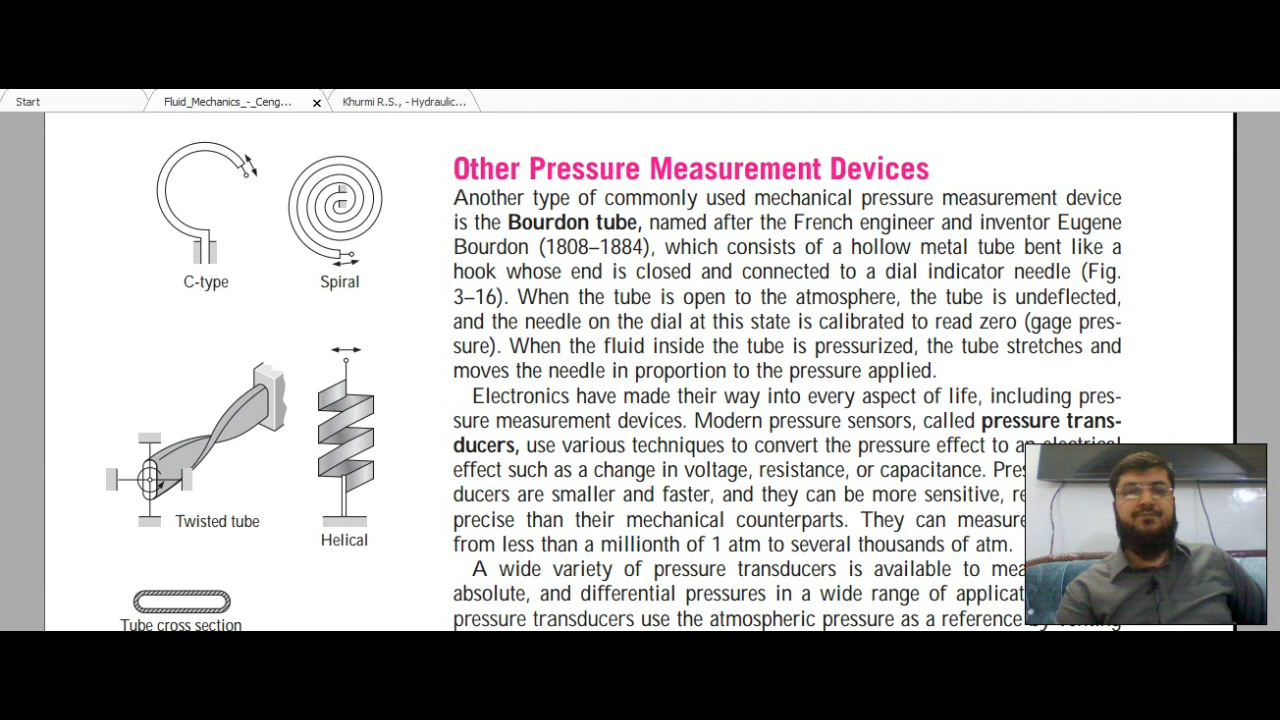 Start
Fluid_Mechanics_-_Ceng...
Khurmi R.S., - Hydraulic...
C-type
Spiral
Twisted tube
Helical
Tube cross section
Other Pressure Measurement Devices
Another type of commonly used mechanical pressure measurement device
is the Bourdon tube, named after the French engineer and inventor Eugene
Bourdon (1808–1884), which consists of a hollow metal tube bent like a
hook whose end is closed and connected to a dial indicator needle (Fig.
3–16). When the tube is open to the atmosphere, the tube is undeflected,
and the needle on the dial at this state is calibrated to read zero (gage pres-
sure). When the fluid inside the tube is pressurized, the tube stretches and
moves the needle in proportion to the pressure applied.
Electronics have made their way into every aspect of life, including pres-
sure measurement devices. Modern pressure sensors, called pressure trans-
ducers, use various techniques to convert the pressure effect to an electrical
effect such as a change in voltage, resistance, or capacitance.
ducers are smaller and faster, and they can be more sensitive,
precise than their mechanical counterparts. They can measure
from less than a millionth of 1 atm to several thousands of atm.
A wide variety of pressure transducers is available to
absolute, and differential pressures in a wide range of
pressure transducers use the atmospheric pressure as a reference by venting